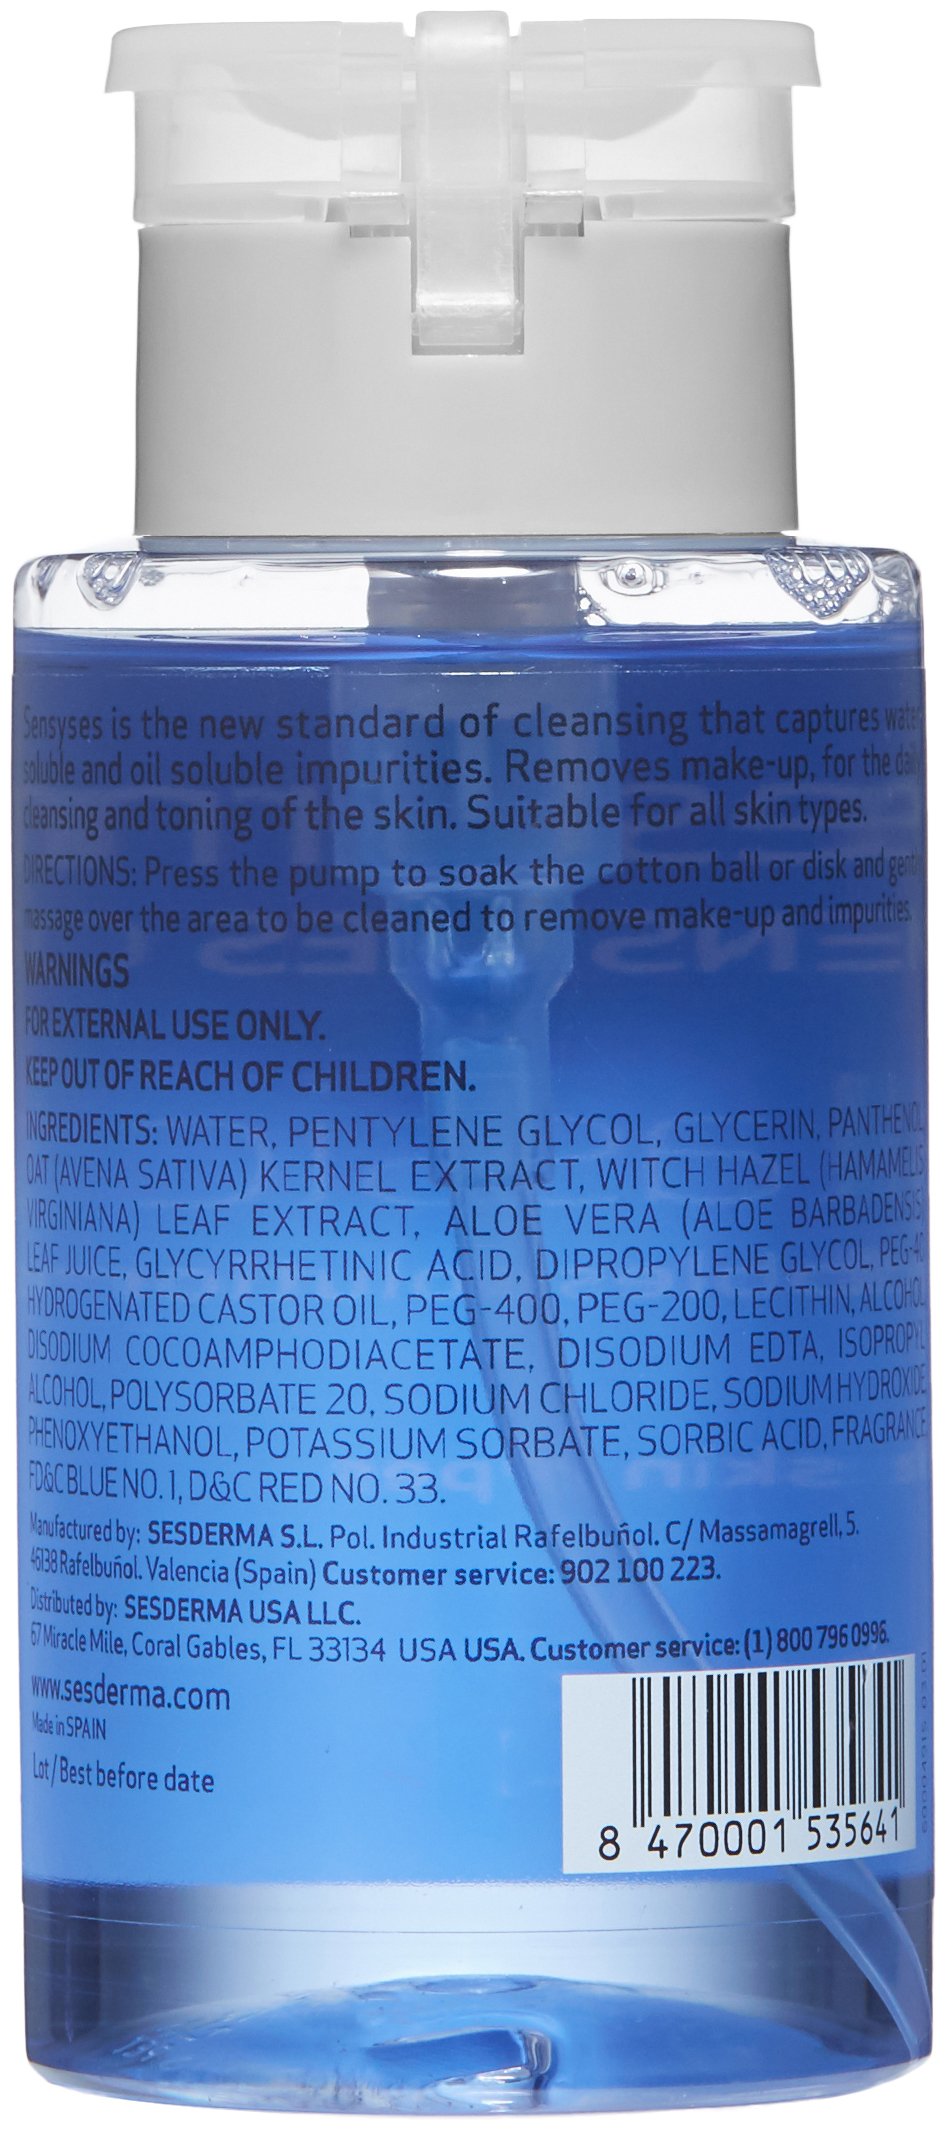 Sensyses is the new standard of cleansing that captures water
soluble and oil soluble impurities. Removes make-up, for the daily
cleansing and toning of the skin. Suitable for all skin types.
DIRECTIONS: Press the pump to soak the cotton ball or disk and gently
massage over the area to be cleaned to remove make-up and impurities.
WARNINGS
FOR EXTERNAL USE ONLY.
KEEP OUT OF REACH OF CHILDREN.
INGREDIENTS: WATER, PENTYLENE GLYCOL, GLYCERIN, PANTHENOL,
OAT (AVENA SATIVA) KERNEL EXTRACT, WITCH HAZEL (HAMAMELIS
VIRGINIANA) LEAF EXTRACT, ALOE VERA (ALOE BARBADENSIS)
LEAF JUICE, GLYCYRRHETINIC ACID, DIPROPYLENE GLYCOL, PEG-40
HYDROGENATED CASTOR OIL, PEG-400, PEG-200, LECITHIN, ALCOHOL,
DISODIUM COCOAMPHODIACETATE, DISODIUM EDTA, ISOPROPYL
ALCOHOL, POLYSORBATE 20, SODIUM CHLORIDE, SODIUM HYDROXIDE,
PHENOXYETHANOL, POTASSIUM SORBATE, SORBIC ACID, FRAGRANCE,
FD&C BLUE NO. 1, D&C RED NO. 33.
Manufactured by: SESDERMA S.L. Pol. Industrial Rafelbuñol. C/ Massamagrell, 5.
46138 Rafelbuñol. Valencia (Spain) Customer service: 902 100 223.
Distributed by: SESDERMA USA LLC.
67 Miracle Mile, Coral Gables, FL 33134 USA USA. Customer service: (1) 800 796 0996.
www.sesderma.com
Made in SPAIN
Lot / Best before date
8 470001 535641